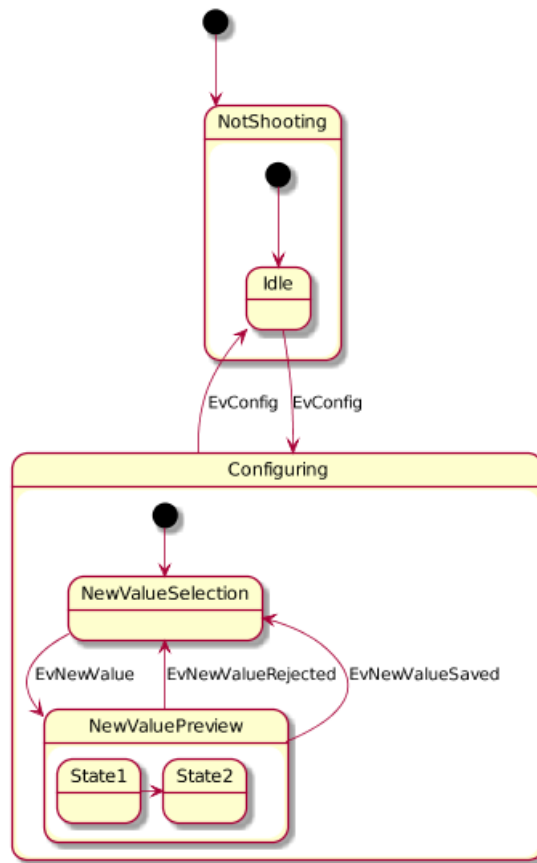 NotShooting
Idle
EvConfig
EvConfig
Configuring
NewValueSelection
EvNewValue
EvNewValueRejected
EvNewValueSaved
NewValuePreview
State1
State2